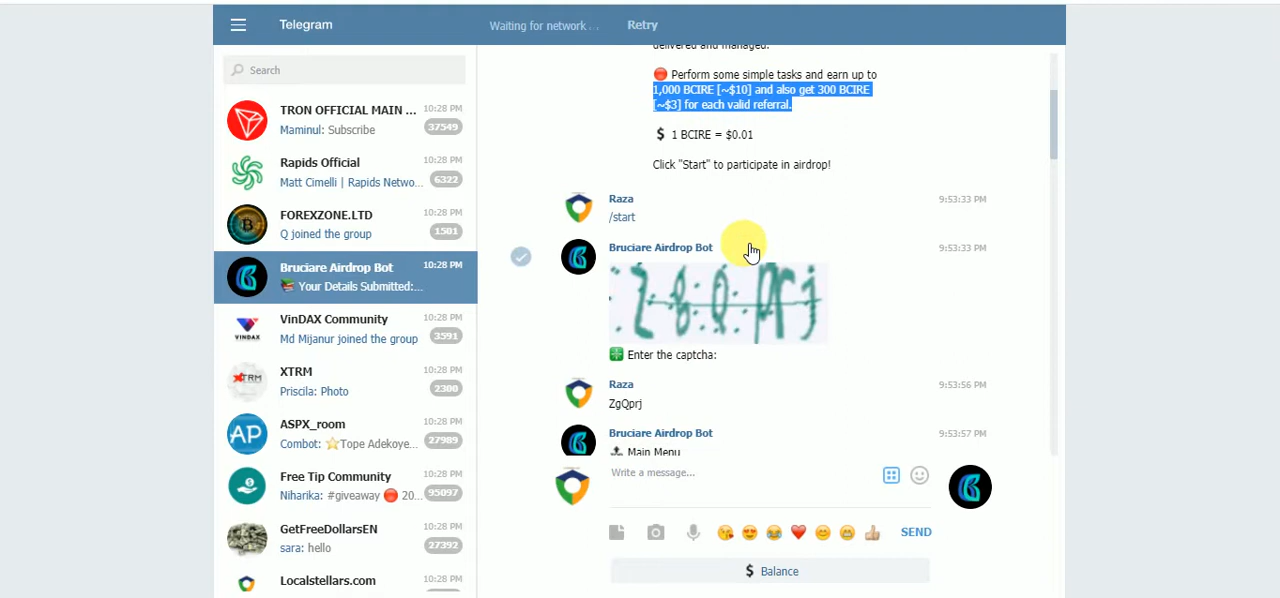 Telegram
Waiting for network...
Retry
Search
TRON OFFICIAL MAIN ...
10:28 PM
Maminul: Subscribe
37549
Rapids Official
10:28 PM
Matt Cimelli | Rapids Netwo...
6322
FOREXZONE.LTD
10:28 PM
Q joined the group
1501
Bruciare Airdrop Bot
10:28 PM
📚 Your Details Submitted:...
VinDAX Community
10:28 PM
Md Mijanur joined the group
3591
VINDAX
XTRM
10:28 PM
Priscila: Photo
2300
XTRM
ASPX_room
10:28 PM
Combot: ⭐Tope Adekoye...
27989
AP
Free Tip Community
10:28 PM
Niharika: #giveaway 🔴 20...
95097
GetFreeDollarsEN
10:28 PM
sara: hello
27392
Localstellars.com
10:28 PM
delivered and managed.
🔴 Perform some simple tasks and earn up to
1,000 BCIRE [~$10] and also get 300 BCIRE
[~$3] for each valid referral.
💲 1 BCIRE = $0.01
Click "Start" to participate in airdrop!
Raza
9:53:33 PM
/start
Bruciare Airdrop Bot
9:53:33 PM
❇️ Enter the captcha:
Raza
9:53:56 PM
ZgQprj
Bruciare Airdrop Bot
9:53:57 PM
Main Menu
Write a message...
SEND
💲 Balance